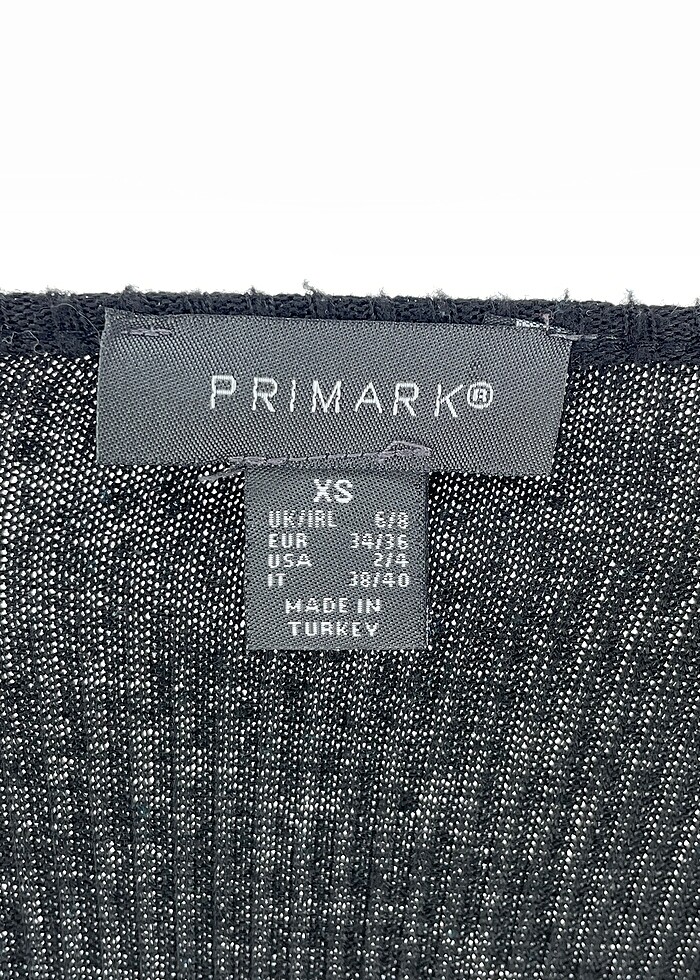 PRIMARK®
XS
UK/IRL 6/8
EUR 34/36
USA 2/4
IT 38/40
MADE IN
TURKEY